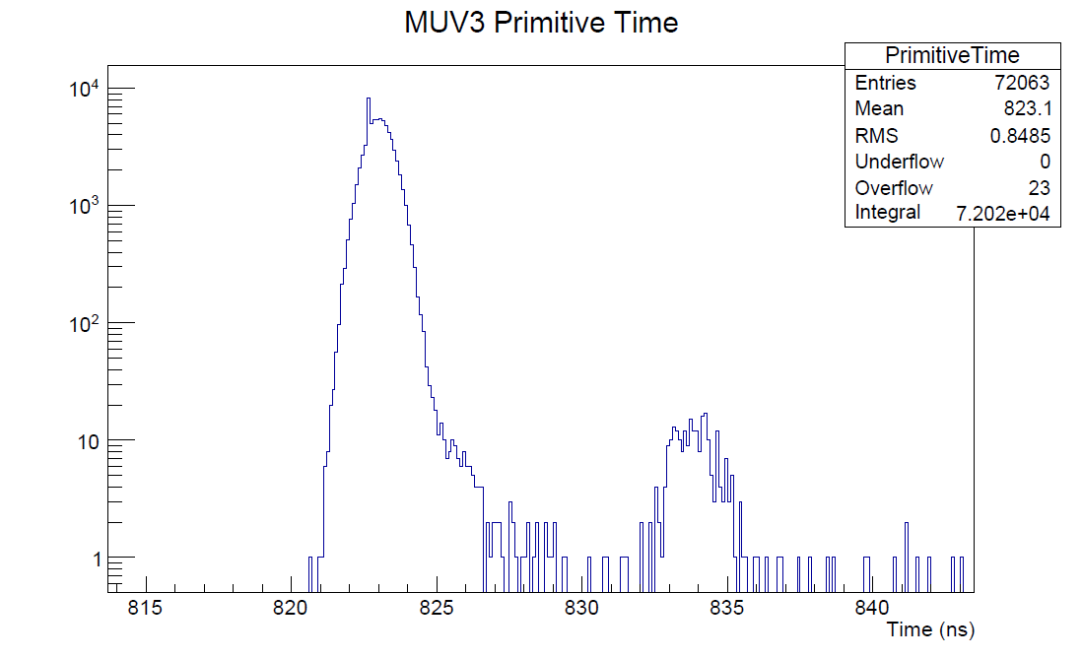 MUV3 Primitive Time
PrimitiveTime
Entries 72063
Mean 823.1
RMS 0.8485
Underflow 0
Overflow 23
Integral 7.202e+04
10⁴
10³
10²
10
1
815 820 825 830 835 840
Time (ns)